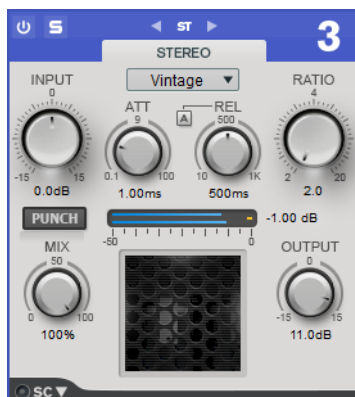 S ST 3
STEREO
INPUT Vintage RATIO
0 ATT REL 4
9 A 500
-15 15 0.1 100 10 1K 2 20
0.0dB 1.00ms 500ms 2.0
PUNCH -1.00 dB
-50 0
MIX OUTPUT
50 0
0 100 -15 15
100% 11.0dB
SC